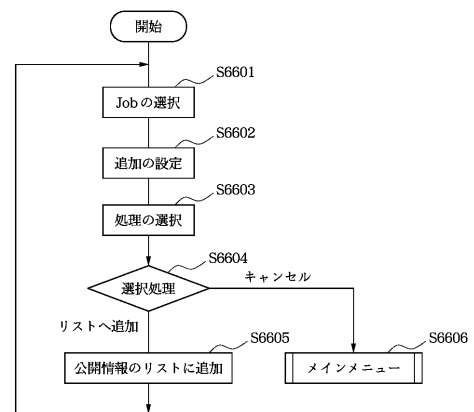 開始
S6601
Jobの選択
S6602
追加の設定
S6603
処理の選択
S6604
選択処理
キャンセル
リストへ追加
S6605
公開情報のリストに追加
S6606
メインメニュー